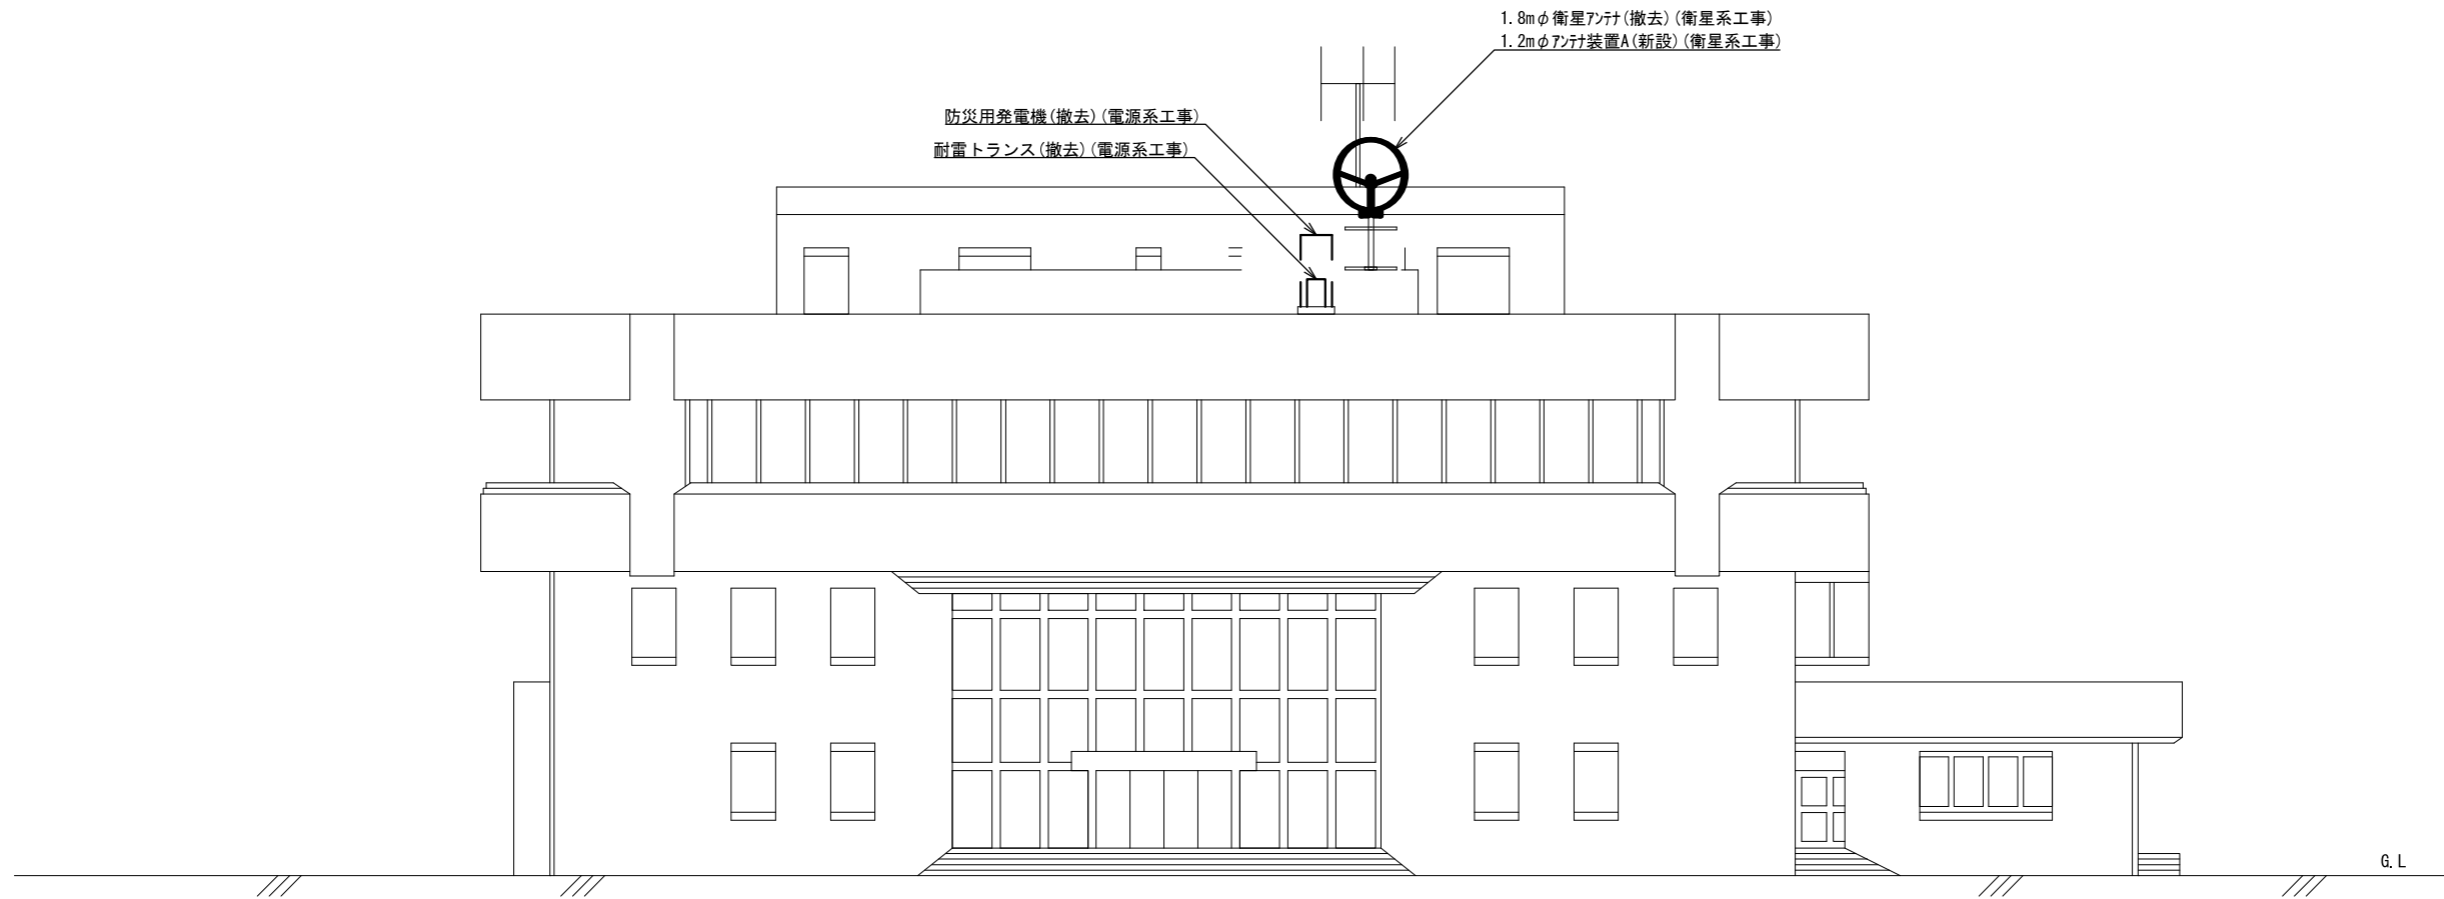 1.8mφ衛星ｱﾝﾃﾅ(撤去)(衛星系工事)
1.2mφｱﾝﾃﾅ装置A(新設)(衛星系工事)
防災用発電機(撤去)(電源系工事)
耐雷トランス(撤去)(電源系工事)
G.L